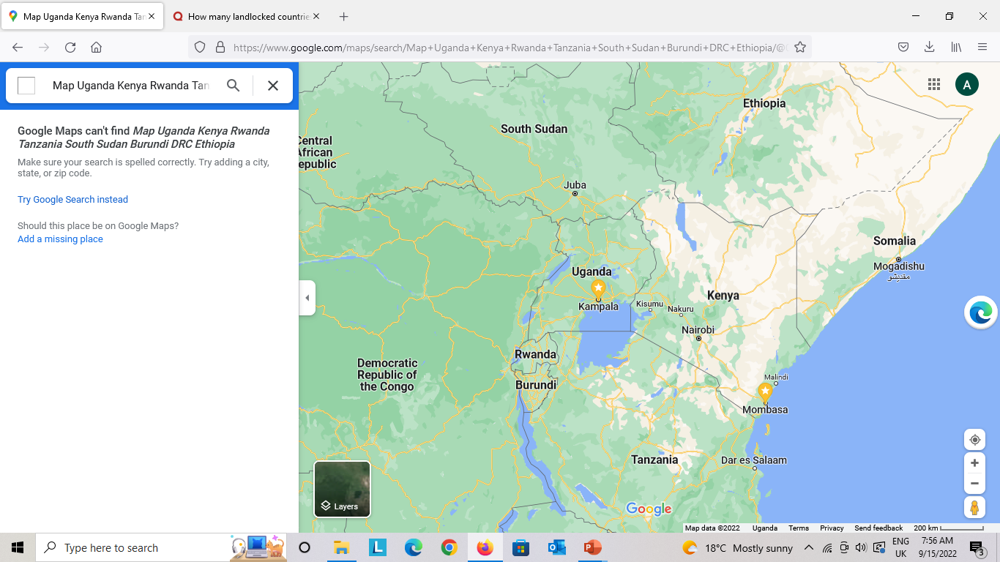 Map Uganda Kenya Rwanda Tan
How many landlocked countrie
https://www.google.com/maps/search/Map+Uganda+Kenya+Rwanda+Tanzania+South+Sudan+Burundi+DRC+Ethiopia/@
Map Uganda Kenya Rwanda Tan
A
Google Maps can't find Map Uganda Kenya Rwanda
Tanzania South Sudan Burundi DRC Ethiopia
Make sure your search is spelled correctly. Try adding a city,
state, or zip code.
Try Google Search instead
Should this place be on Google Maps?
Add a missing place
Ethiopia
South Sudan
Central
African
Republic
Juba
Somalia
Mogadishu
مقديشو
Uganda
Kampala
Kisumu
Nakuru
Kenya
Nairobi
Rwanda
Democratic
Republic of
the Congo
Burundi
Malindi
Mombasa
Tanzania
Dar es Salaam
Layers
Google
Map data ©2022 Uganda Terms Privacy Send feedback 200 km
Type here to search
L
P
18°C Mostly sunny
ENG
UK
7:56 AM
9/15/2022
3